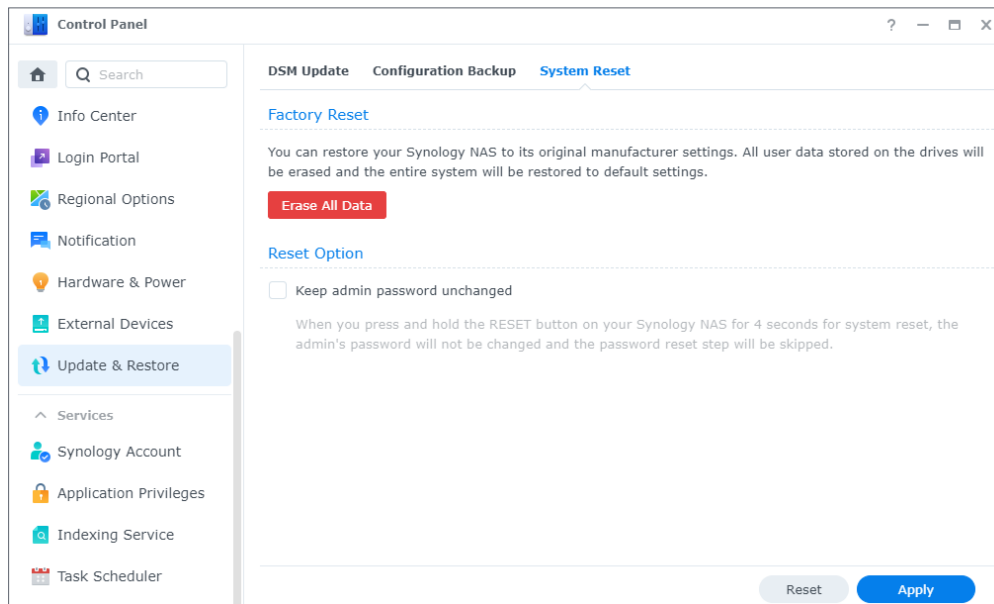 Control Panel
?
Search
Info Center
Login Portal
Regional Options
Notification
Hardware & Power
External Devices
Update & Restore
Services
Synology Account
Application Privileges
Indexing Service
Task Scheduler
DSM Update Configuration Backup System Reset
Factory Reset
You can restore your Synology NAS to its original manufacturer settings. All user data stored on the drives will
be erased and the entire system will be restored to default settings.
Erase All Data
Reset Option
Keep admin password unchanged
When you press and hold the RESET button on your Synology NAS for 4 seconds for system reset, the
admin's password will not be changed and the password reset step will be skipped.
Reset Apply